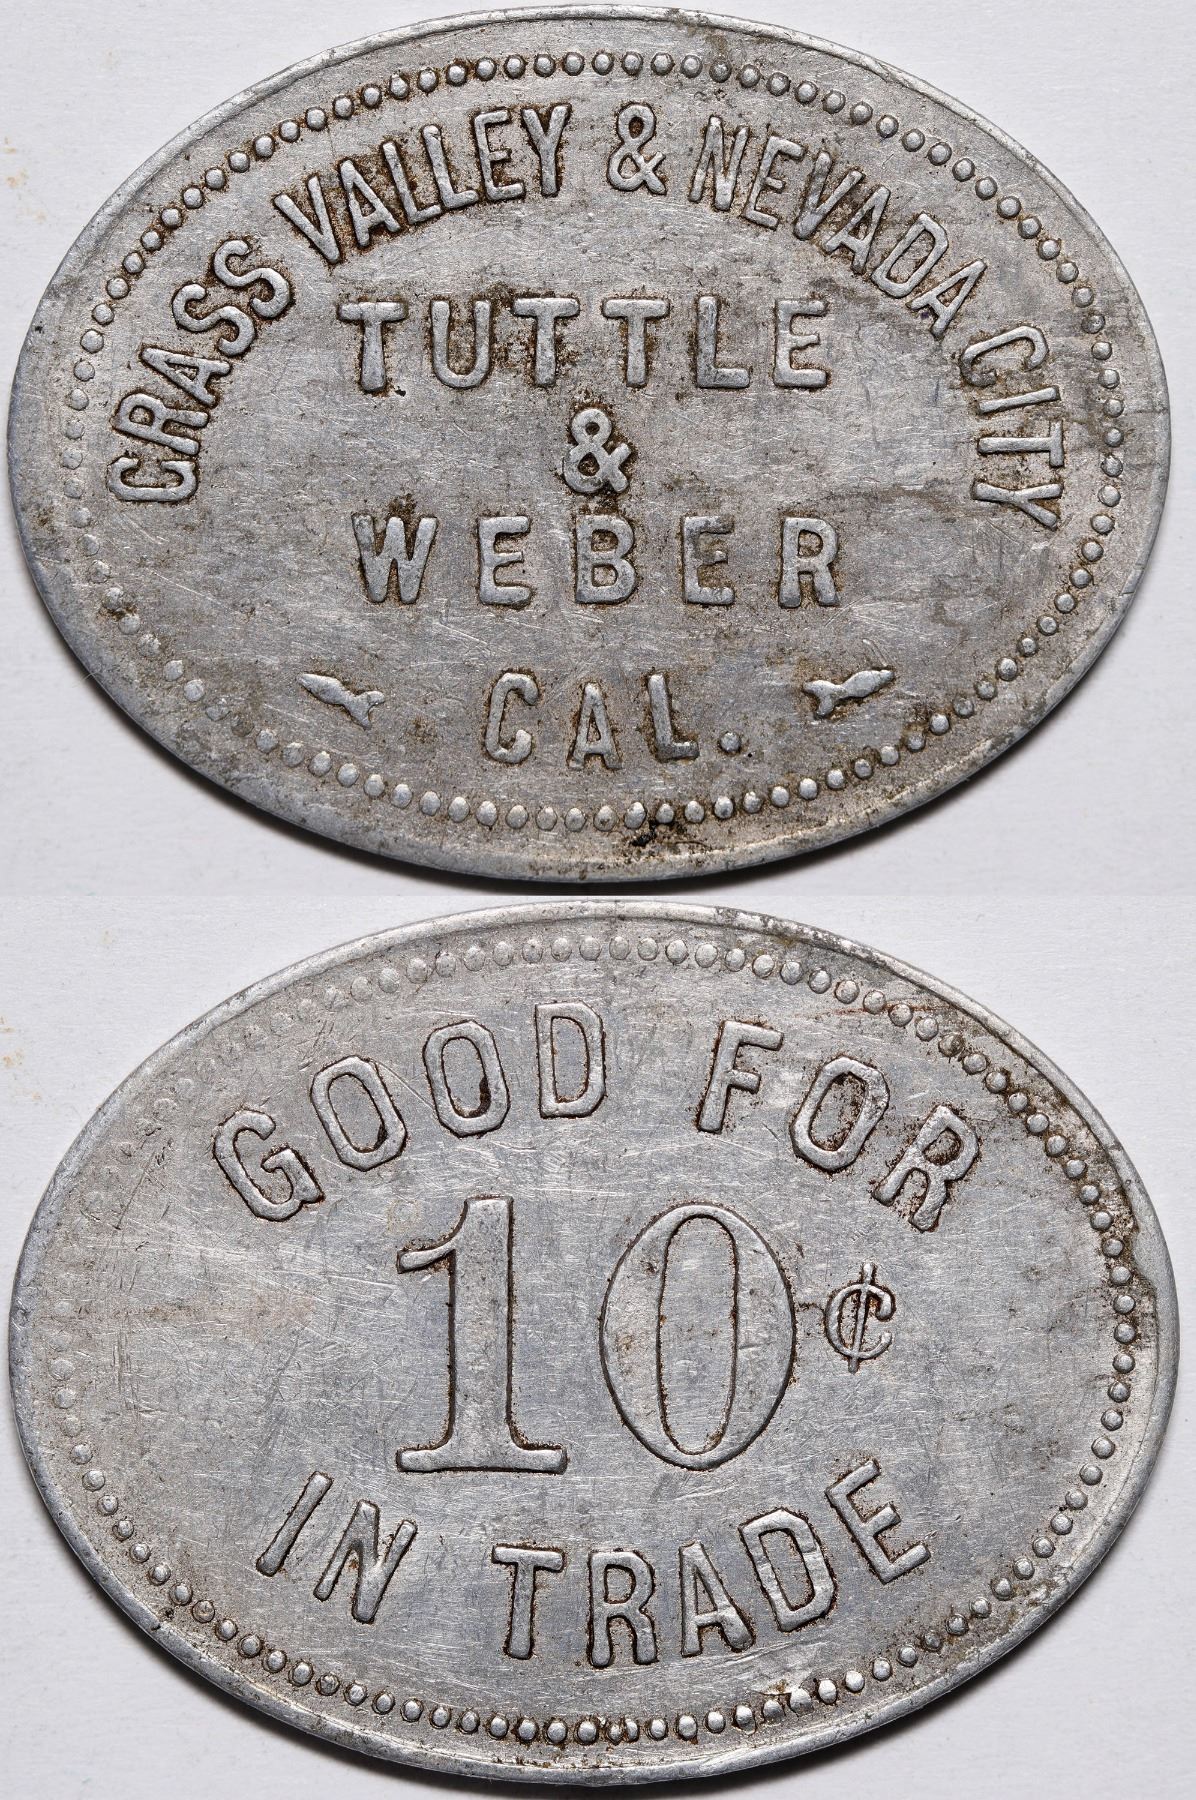 CRASS VALLEY & NEVADA CITY
TUTTLE
&
WEBER
CAL.
GOOD FOR
10¢
IN TRADE